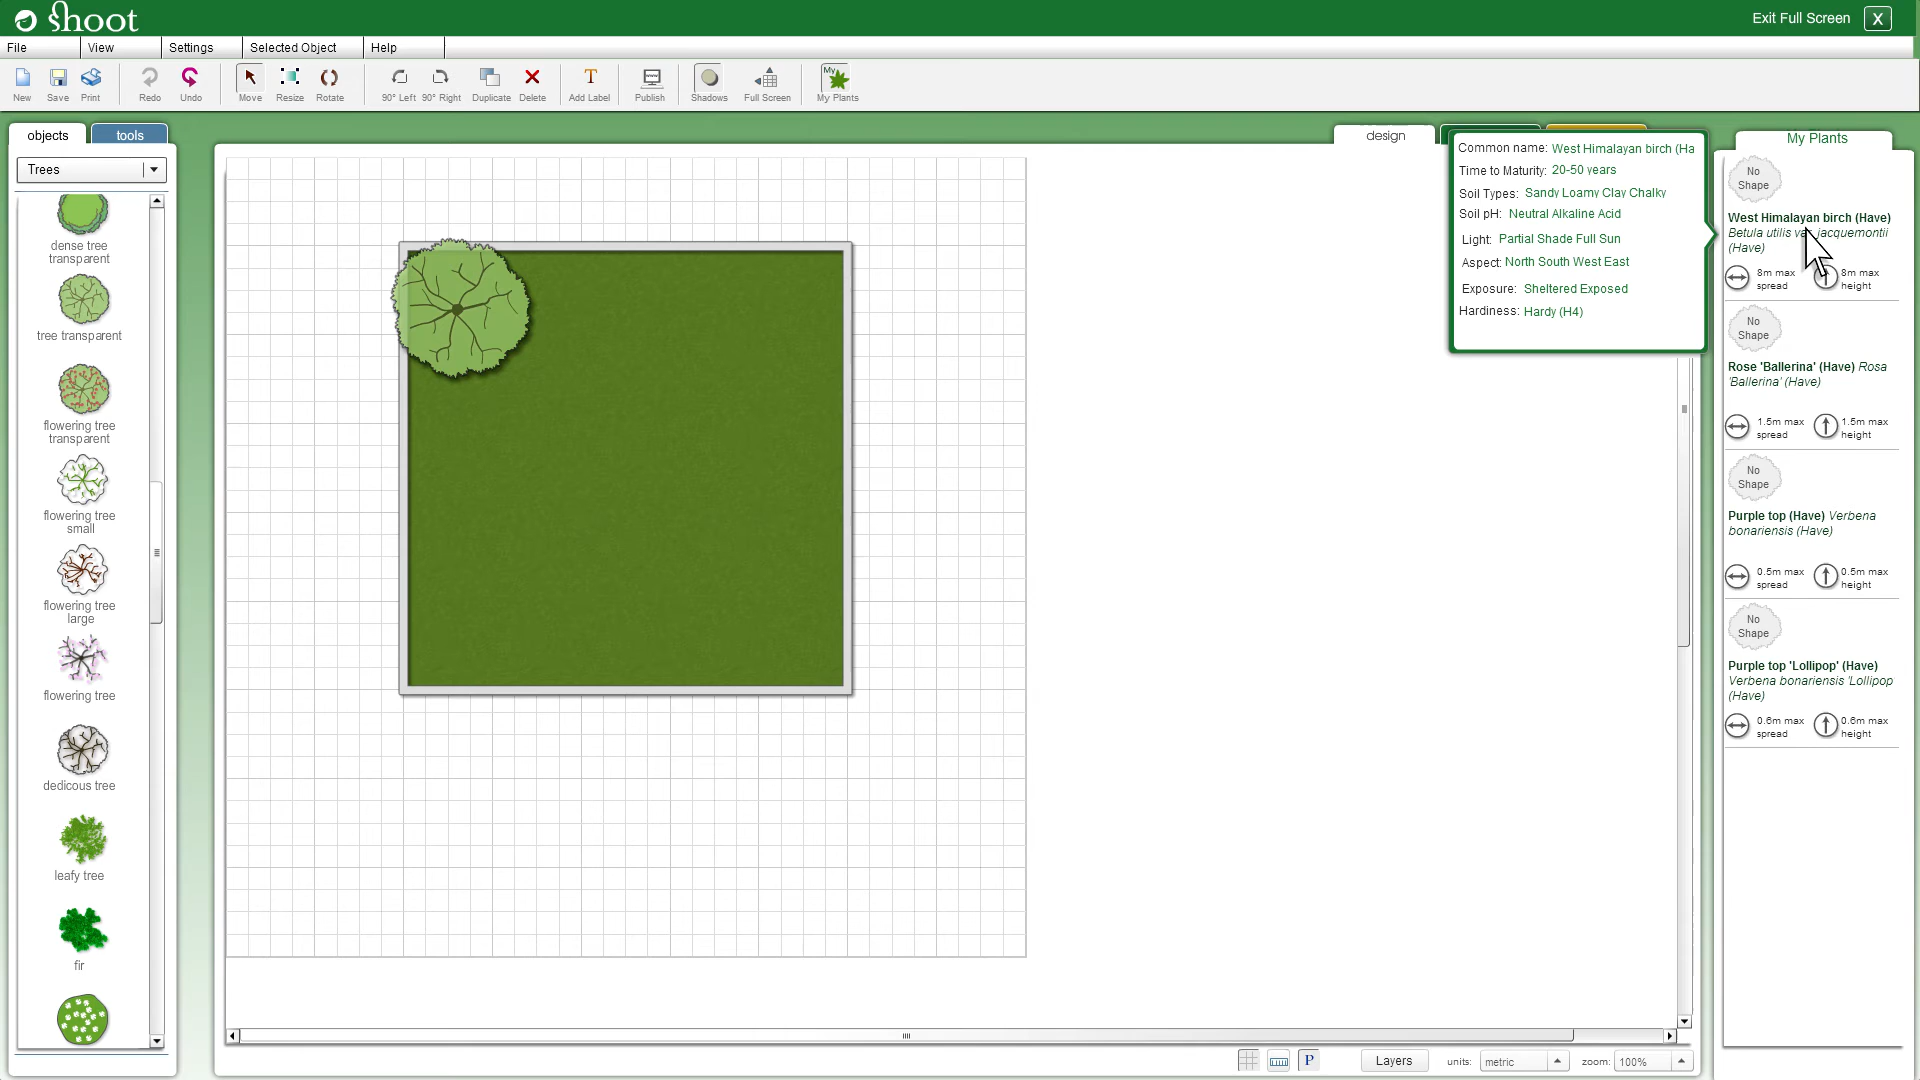 shoot
Exit Full Screen X
File View Settings Selected Object Help
New Save Print Redo Undo Move Resize Rotate 90° Left 90° Right Duplicate Delete T Add Label Publish Shadows Full Screen My My Plants
objects tools
Trees
dense tree
transparent
tree transparent
flowering tree
transparent
flowering tree
small
flowering tree
large
flowering tree
dedicous tree
leafy tree
fir
design
Common name: West Himalayan birch (Ha
Time to Maturity: 20-50 years
Soil Types: Sandy Loamy Clay Chalky
Soil pH: Neutral Alkaline Acid
Light: Partial Shade Full Sun
Aspect: North South West East
Exposure: Sheltered Exposed
Hardiness: Hardy (H4)
My Plants
No
Shape
West Himalayan birch (Have)
Betula utilis jacquemontii
(Have)
8m max
spread
8m max
height
No
Shape
Rose 'Ballerina' (Have) Rosa
'Ballerina' (Have)
1.5m max
spread
1.5m max
height
No
Shape
Purple top (Have) Verbena
bonariensis (Have)
0.5m max
spread
0.5m max
height
No
Shape
Purple top 'Lollipop' (Have)
Verbena bonariensis 'Lollipop
(Have)
0.6m max
spread
0.6m max
height
P Layers units: metric zoom: 100%